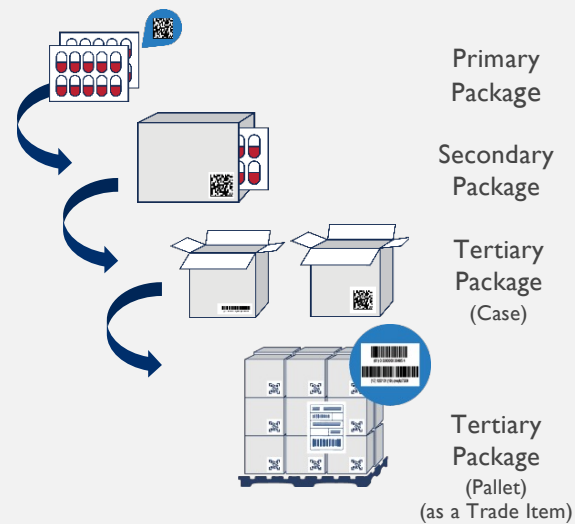 Primary
Package
Secondary
Package
Tertiary
Package
(Case)
Tertiary
Package
(Pallet)
(as a Trade Item)